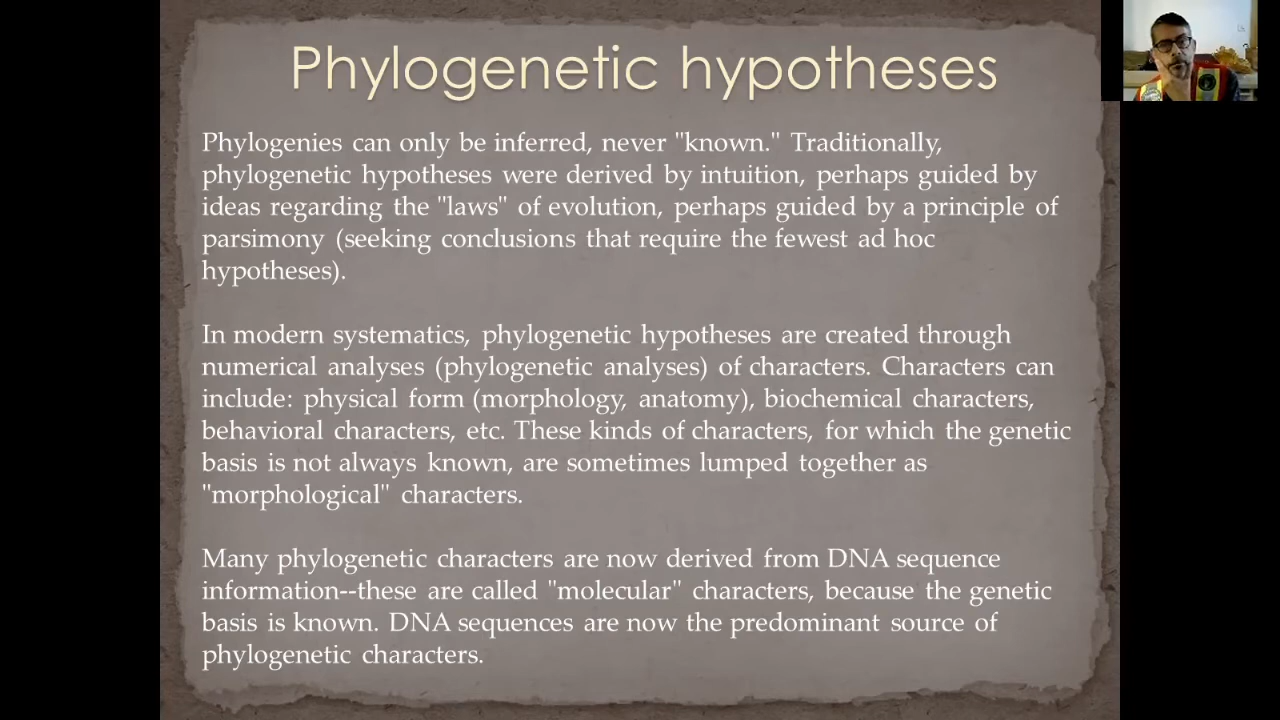 Phylogenetic hypotheses
Phylogenies can only be inferred, never "known." Traditionally,
phylogenetic hypotheses were derived by intuition, perhaps guided by
ideas regarding the "laws" of evolution, perhaps guided by a principle of
parsimony (seeking conclusions that require the fewest ad hoc
hypotheses).
In modern systematics, phylogenetic hypotheses are created through
numerical analyses (phylogenetic analyses) of characters. Characters can
include: physical form (morphology, anatomy), biochemical characters,
behavioral characters, etc. These kinds of characters, for which the genetic
basis is not always known, are sometimes lumped together as
"morphological" characters.
Many phylogenetic characters are now derived from DNA sequence
information--these are called "molecular" characters, because the genetic
basis is known. DNA sequences are now the predominant source of
phylogenetic characters.